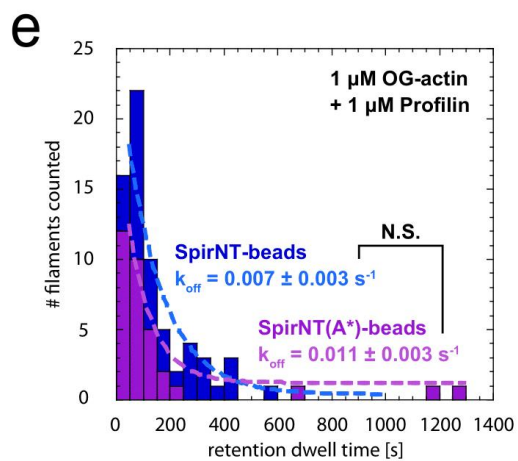 e
1 µM OG-actin
+ 1 µM Profilin
# filaments counted
25
20
15
10
5
0
N.S.
SpirNT-beads
k_off = 0.007 ± 0.003 s⁻¹
SpirNT(A*)-beads
k_off = 0.011 ± 0.003 s⁻¹
0 200 400 600 800 1000 1200 1400
retention dwell time [s]